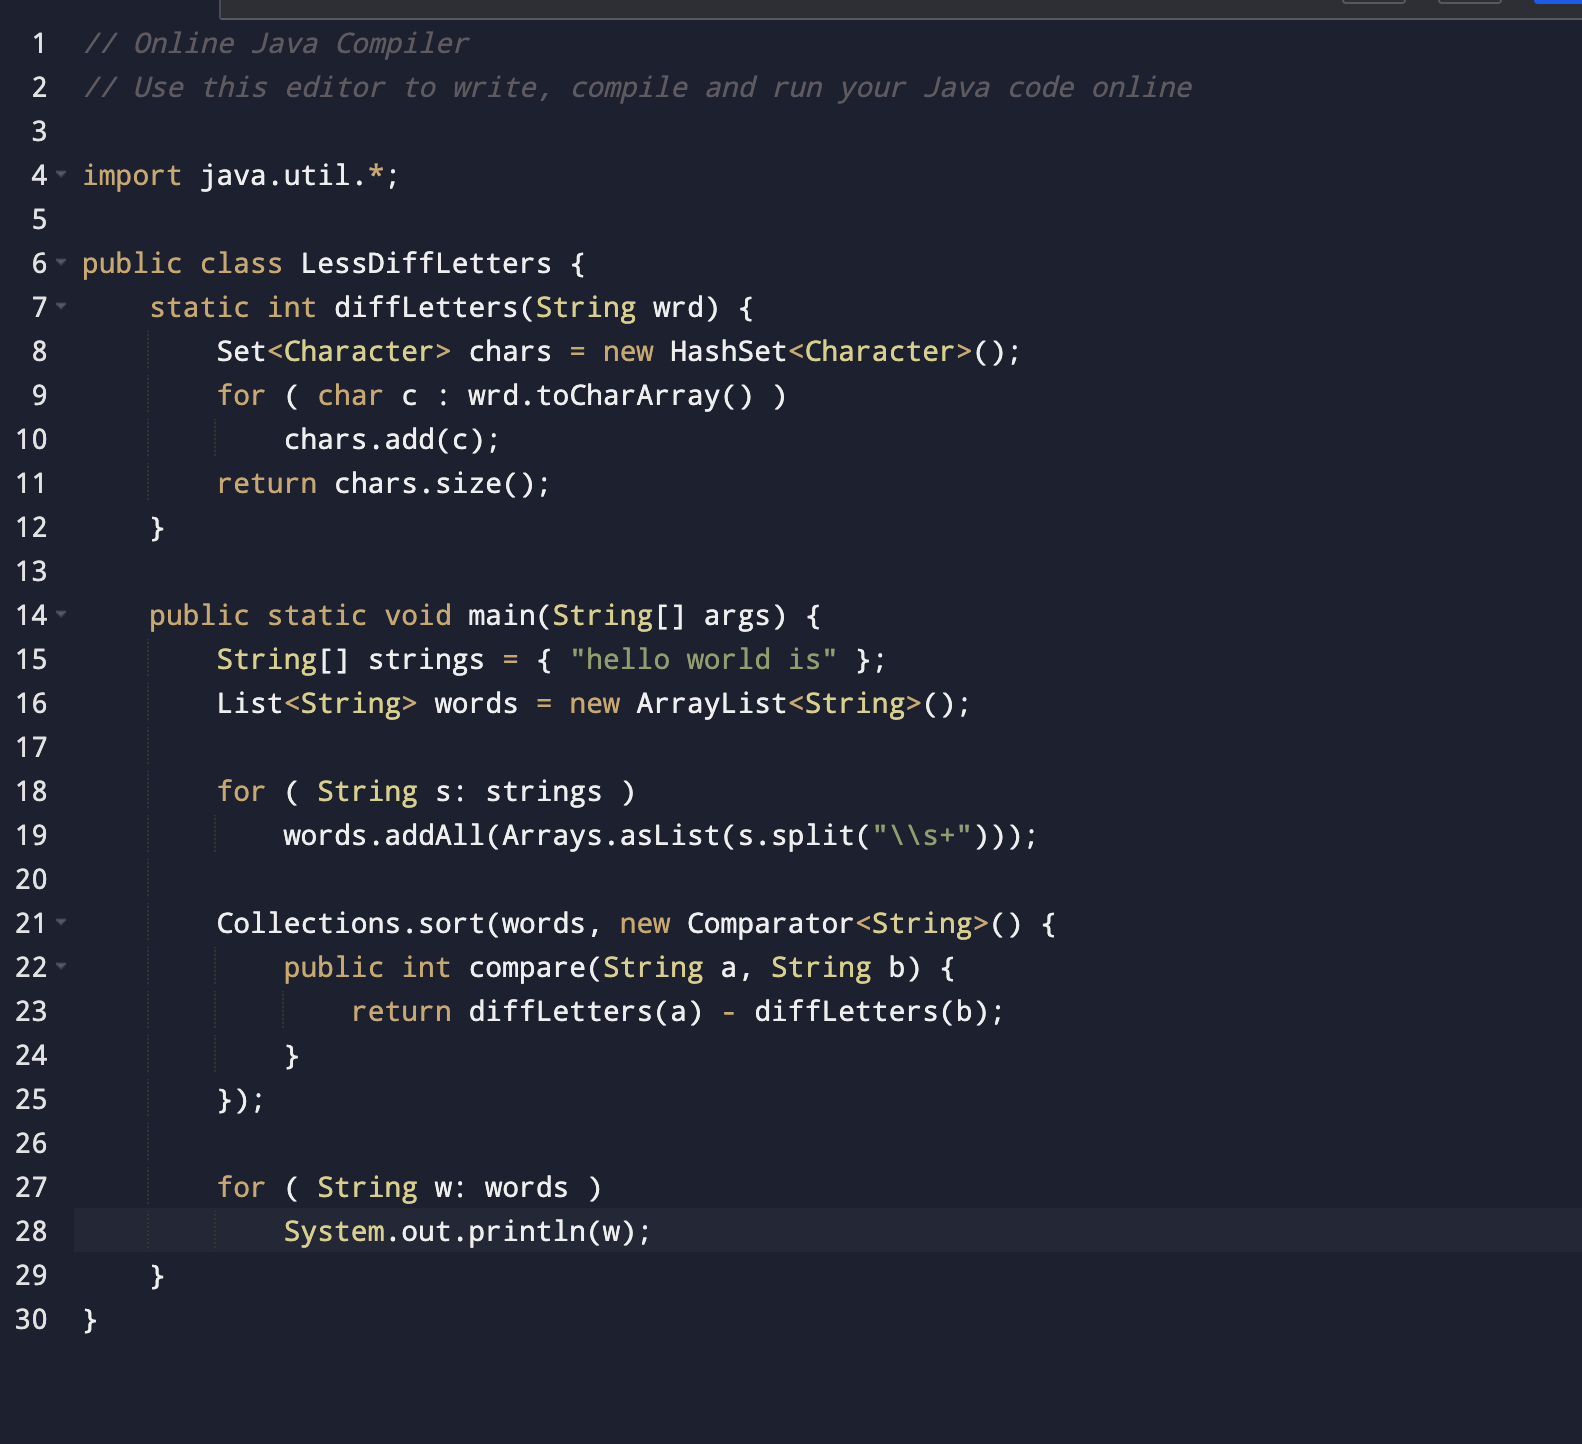 1 // Online Java Compiler
2 // Use this editor to write, compile and run your Java code online
3
4 import java.util.*;
5
6 public class LessDiffLetters {
7     static int diffLetters(String wrd) {
8         Set<Character> chars = new HashSet<Character>();
9         for ( char c : wrd.toCharArray() )
10             chars.add(c);
11         return chars.size();
12     }
13
14     public static void main(String[] args) {
15         String[] strings = { "hello world is" };
16         List<String> words = new ArrayList<String>();
17
18         for ( String s: strings )
19             words.addAll(Arrays.asList(s.split("\\s+")));
20
21         Collections.sort(words, new Comparator<String>() {
22             public int compare(String a, String b) {
23                 return diffLetters(a) - diffLetters(b);
24             }
25         });
26
27         for ( String w: words )
28             System.out.println(w);
29     }
30 }